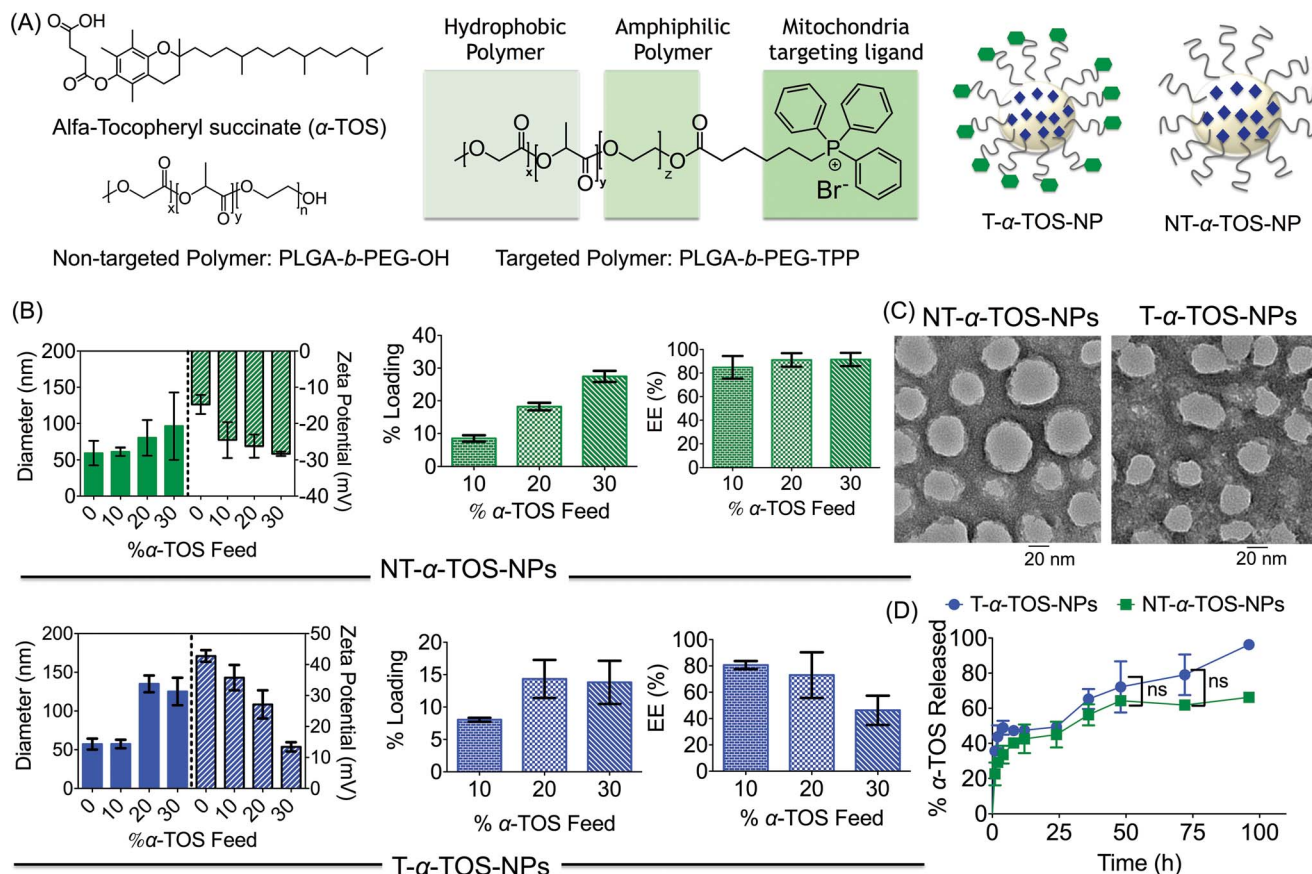 (A)
OH
O
O
O
O
Alfa-Tocopheryl succinate (α-TOS)
O
O
x
O
O
y
O
n
OH
Non-targeted Polymer: PLGA-b-PEG-OH
Hydrophobic
Polymer
Amphiphilic
Polymer
Mitochondria
targeting ligand
O
O
x
O
O
y
O
z
O
O
P
⊕
Br-
Targeted Polymer: PLGA-b-PEG-TPP
T-α-TOS-NP
NT-α-TOS-NP
(B)
Diameter (nm)
200
150
100
50
0
0
-10
-20
-30
-40
Zeta Potential (mV)
0 10 20 30 0 10 20 30
%α-TOS Feed
% Loading
40
30
20
10
0
10 20 30
% α-TOS Feed
EE (%)
100
80
60
40
20
0
10 20 30
% α-TOS Feed
NT-α-TOS-NPs
Diameter (nm)
200
150
100
50
0
50
40
30
20
10
0
Zeta Potential (mV)
0 10 20 30 0 10 20 30
%α-TOS Feed
% Loading
20
15
10
5
0
10 20 30
% α-TOS Feed
EE (%)
100
80
60
40
20
0
10 20 30
% α-TOS Feed
T-α-TOS-NPs
(C)
NT-α-TOS-NPs
T-α-TOS-NPs
20 nm
20 nm
(D)
T-α-TOS-NPs
NT-α-TOS-NPs
% α-TOS Released
100
80
60
40
20
0
ns
ns
0 25 50 75 100
Time (h)